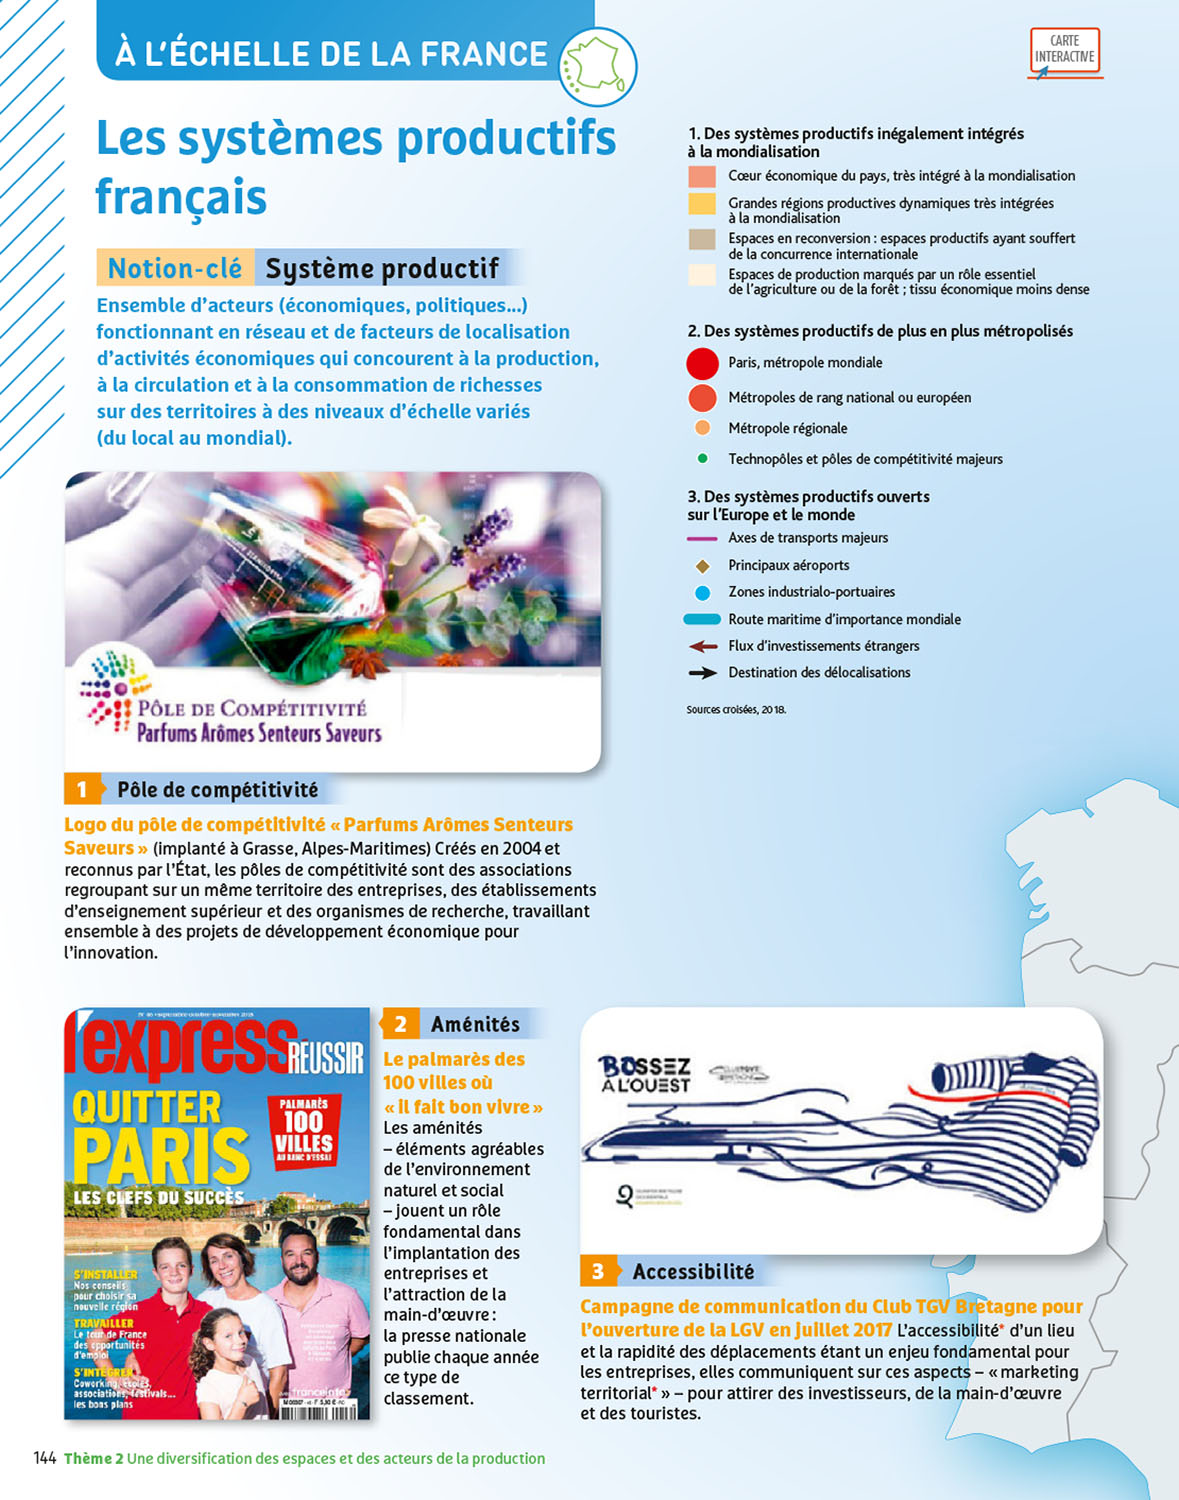 À L'ÉCHELLE DE LA FRANCE
CARTE
INTERACTIVE
Les systèmes productifs
français
Notion-clé Système productif
Ensemble d'acteurs (économiques, politiques...)
fonctionnant en réseau et de facteurs de localisation
d'activités économiques qui concourent à la production,
à la circulation et à la consommation de richesses
sur des territoires à des niveaux d'échelle variés
(du local au mondial).
1. Des systèmes productifs inégalement intégrés
à la mondialisation
Cœur économique du pays, très intégré à la mondialisation
Grandes régions productives dynamiques très intégrées
à la mondialisation
Espaces en reconversion : espaces productifs ayant souffert
de la concurrence internationale
Espaces de production marqués par un rôle essentiel
de l'agriculture ou de la forêt ; tissu économique moins dense
2. Des systèmes productifs de plus en plus métropolisés
Paris, métropole mondiale
Métropoles de rang national ou européen
Métropole régionale
Technopôles et pôles de compétitivité majeurs
3. Des systèmes productifs ouverts
sur l'Europe et le monde
Axes de transports majeurs
Principaux aéroports
Zones industrialo-portuaires
Route maritime d'importance mondiale
Flux d'investissements étrangers
Destination des délocalisations
Sources croisées, 2018.
PÔLE DE COMPÉTITIVITÉ
Parfums Arômes Senteurs Saveurs
1 Pôle de compétitivité
Logo du pôle de compétitivité « Parfums Arômes Senteurs
Saveurs » (implanté à Grasse, Alpes-Maritimes) Créés en 2004 et
reconnus par l'État, les pôles de compétitivité sont des associations
regroupant sur un même territoire des entreprises, des établissements
d'enseignement supérieur et des organismes de recherche, travaillant
ensemble à des projets de développement économique pour
l'innovation.
l'express
RÉUSSIR
QUITTER
PARIS
LES CLEFS DU SUCCÈS
PALMARÈS
100
VILLES
AU BANC D'ESSAI
S'INSTALLER
Nos conseils
pour choisir sa
nouvelle région
TRAVAILLER
Le tour de France
des opportunités
d'emploi
S'INTÉGRER
Coworking, écoles,
associations, festivals...
les bons plans
franceinfo
2 Aménités
Le palmarès des
100 villes où
« il fait bon vivre »
Les aménités
– éléments agréables
de l'environnement
naturel et social
– jouent un rôle
fondamental dans
l'implantation des
entreprises et
l'attraction de la
main-d'œuvre :
la presse nationale
publie chaque année
ce type de
classement.
BOSSEZ
À L'OUEST
3 Accessibilité
Campagne de communication du Club TGV Bretagne pour
l'ouverture de la LGV en juillet 2017 L'accessibilité* d'un lieu
et la rapidité des déplacements étant un enjeu fondamental pour
les entreprises, elles communiquent sur ces aspects – « marketing
territorial* » – pour attirer des investisseurs, de la main-d'œuvre
et des touristes.
144 Thème 2 Une diversification des espaces et des acteurs de la production